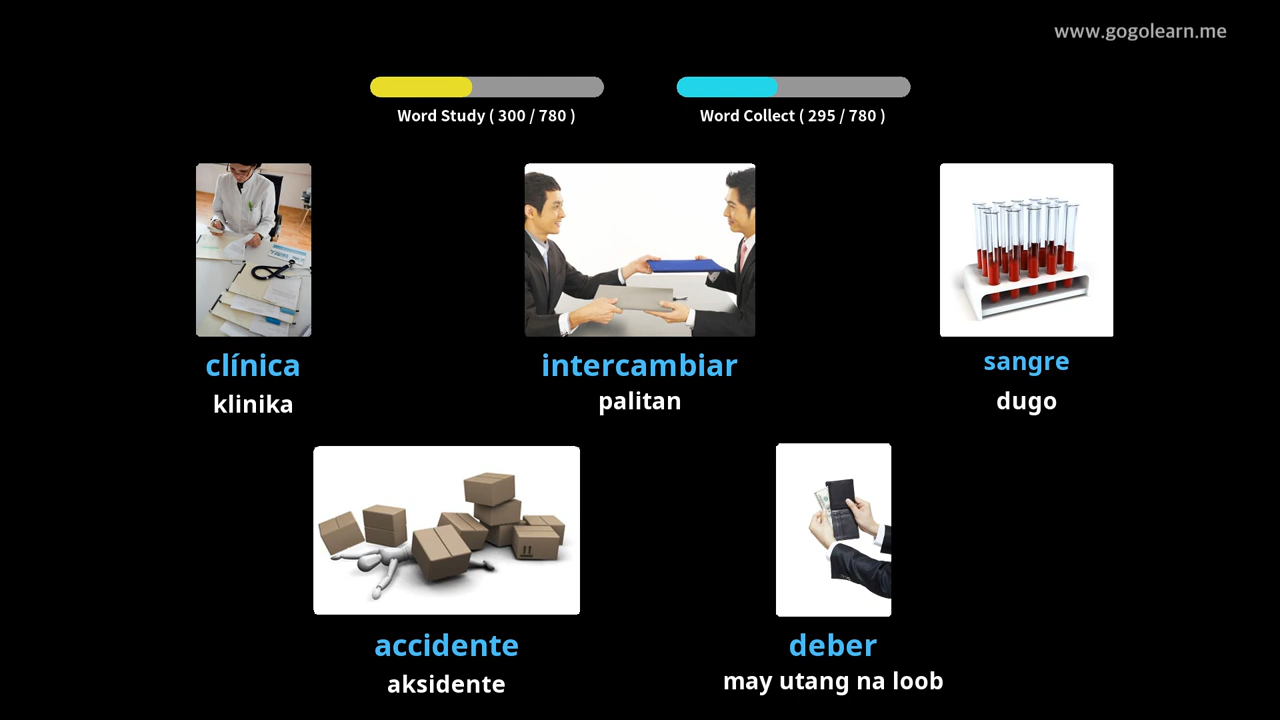 www.gogolearn.me
Word Study ( 300 / 780 )
Word Collect ( 295 / 780 )
clínica
klinika
intercambiar
palitan
sangre
dugo
accidente
aksidente
deber
may utang na loob